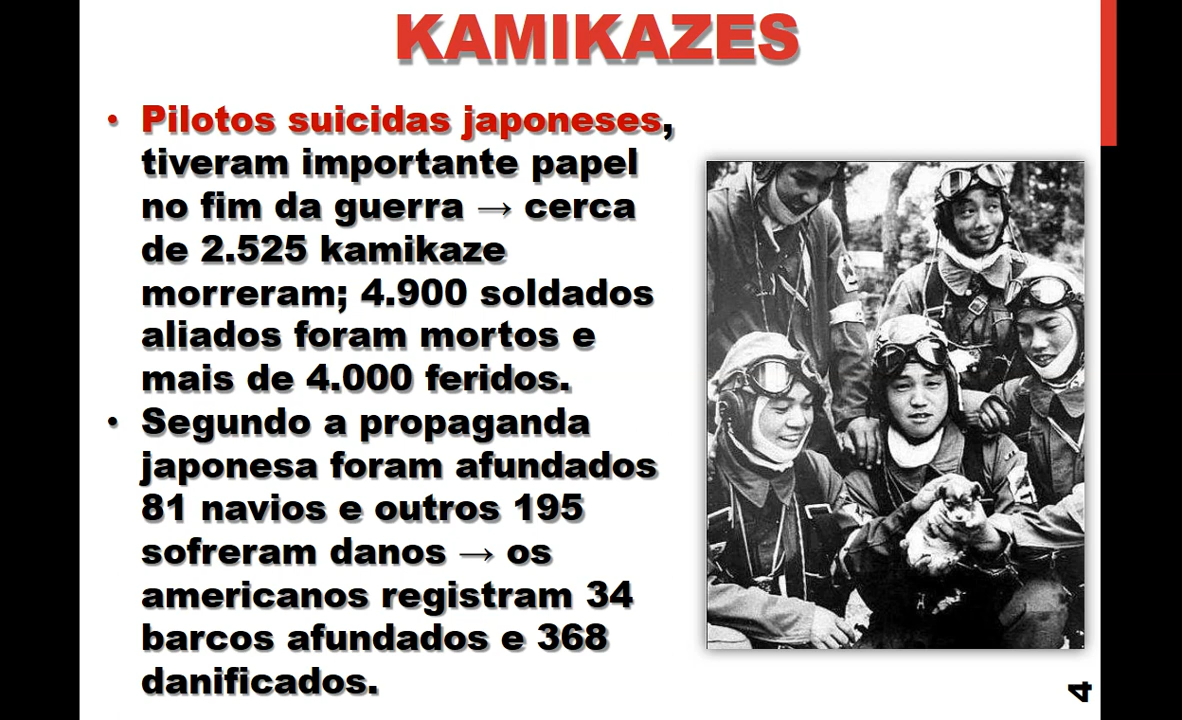 KAMIKAZES
• Pilotos suicidas japoneses,
tiveram importante papel
no fim da guerra → cerca
de 2.525 kamikaze
morreram; 4.900 soldados
aliados foram mortos e
mais de 4.000 feridos.
• Segundo a propaganda
japonesa foram afundados
81 navios e outros 195
sofreram danos → os
americanos registram 34
barcos afundados e 368
danificados.
4